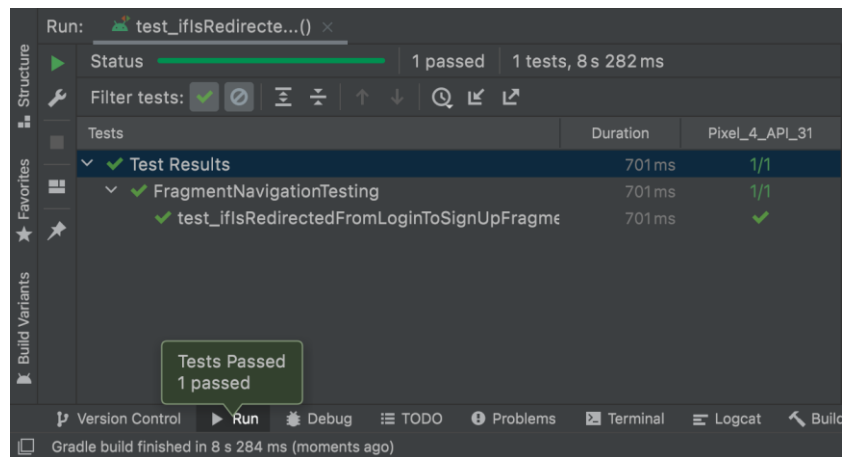 Run: test_ifIsRedirecte...()
Status 1 passed 1 tests, 8 s 282 ms
Filter tests:
Tests Duration Pixel_4_API_31
Test Results 701 ms 1/1
FragmentNavigationTesting 701 ms 1/1
test_ifIsRedirectedFromLoginToSignUpFragme 701 ms
Structure
Favorites
Build Variants
Tests Passed
1 passed
Version Control Run Debug TODO Problems Terminal Logcat Build
Gradle build finished in 8 s 284 ms (moments ago)